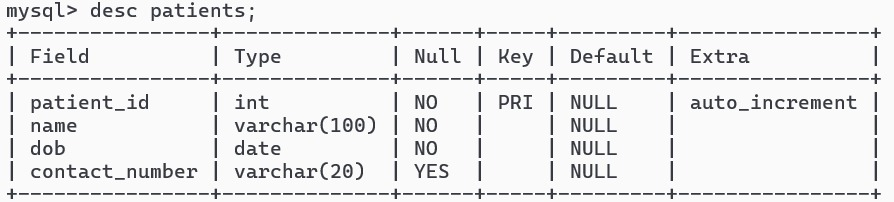 mysql> desc patients;
+----------------+--------------+------+-----+---------+----------------+
| Field          | Type         | Null | Key | Default | Extra          |
+----------------+--------------+------+-----+---------+----------------+
| patient_id     | int          | NO   | PRI | NULL    | auto_increment |
| name           | varchar(100) | NO   |     | NULL    |                |
| dob            | date         | NO   |     | NULL    |                |
| contact_number | varchar(20)  | YES  |     | NULL    |                |
+----------------+--------------+------+-----+---------+----------------+